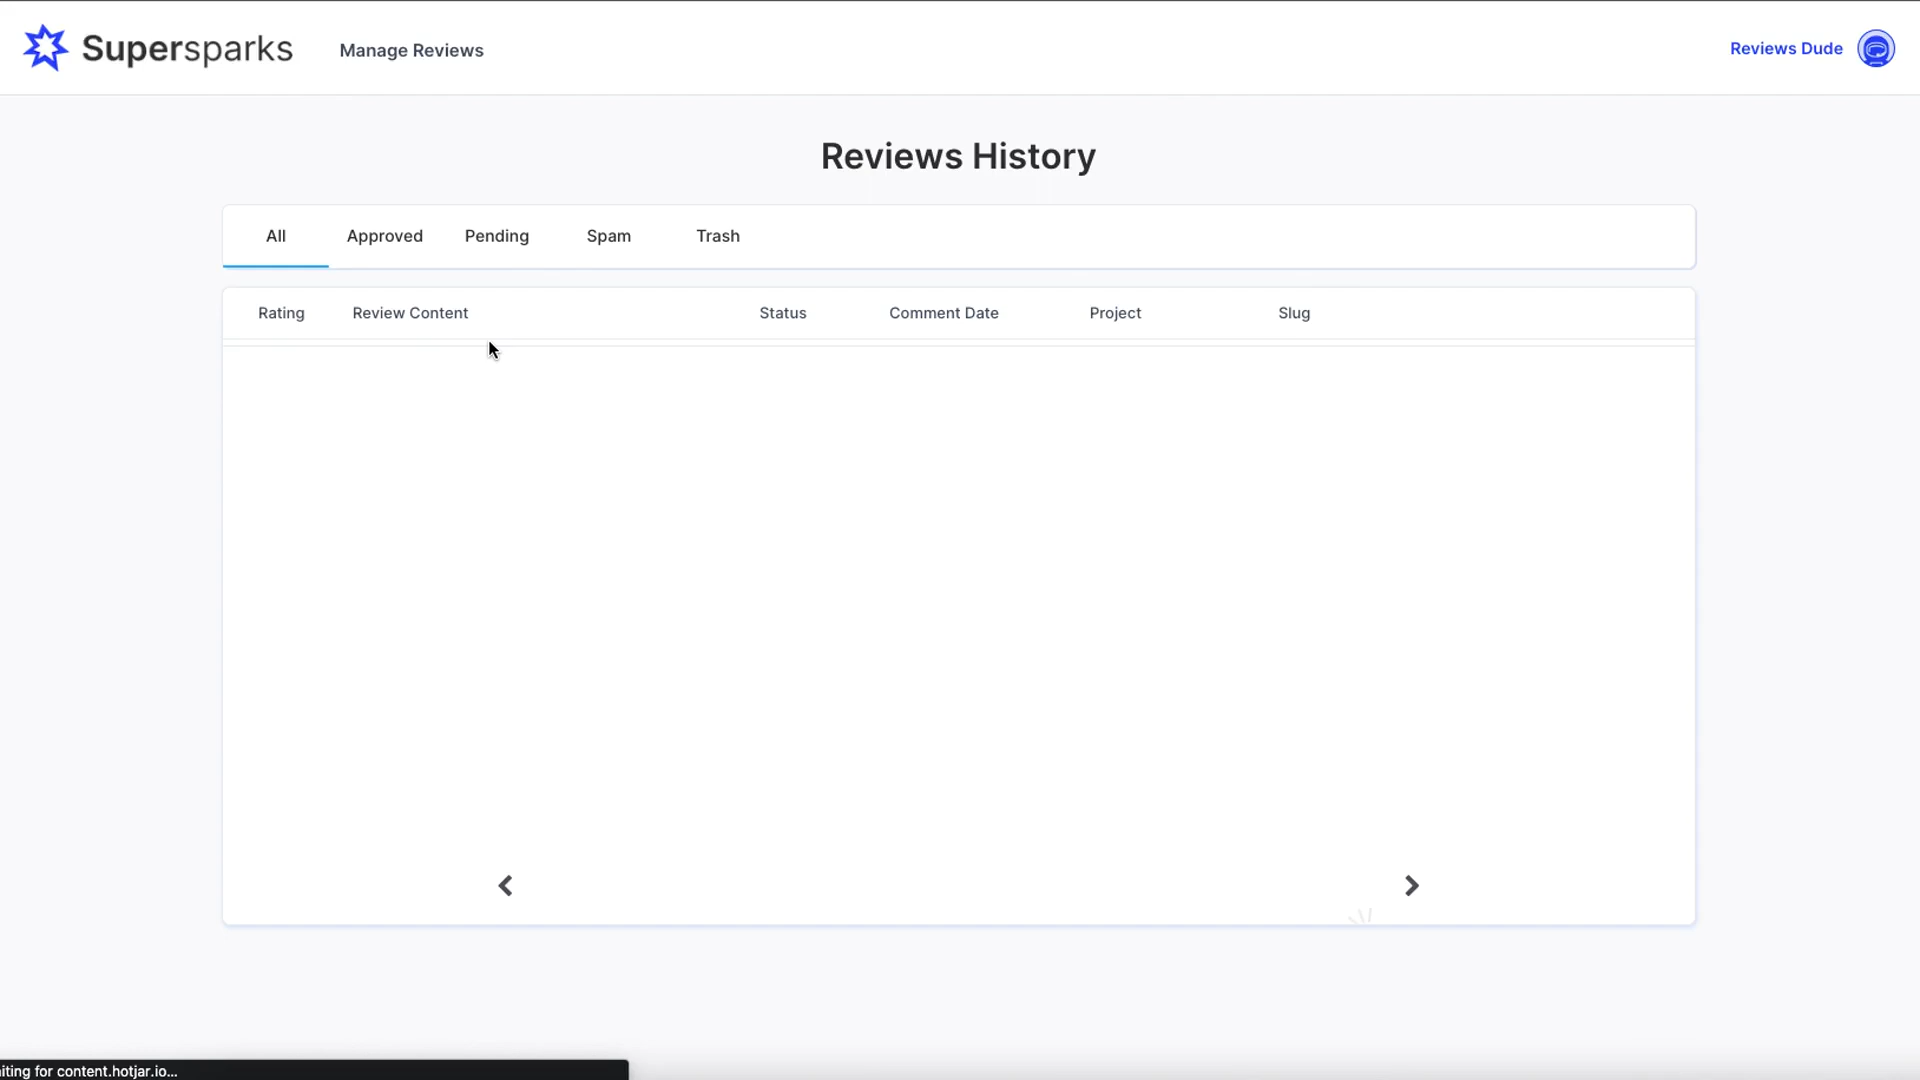 Supersparks
Manage Reviews
Reviews Dude
Reviews History
All Approved Pending Spam Trash
Rating Review Content Status Comment Date Project Slug
iting for content.hotjar.io...